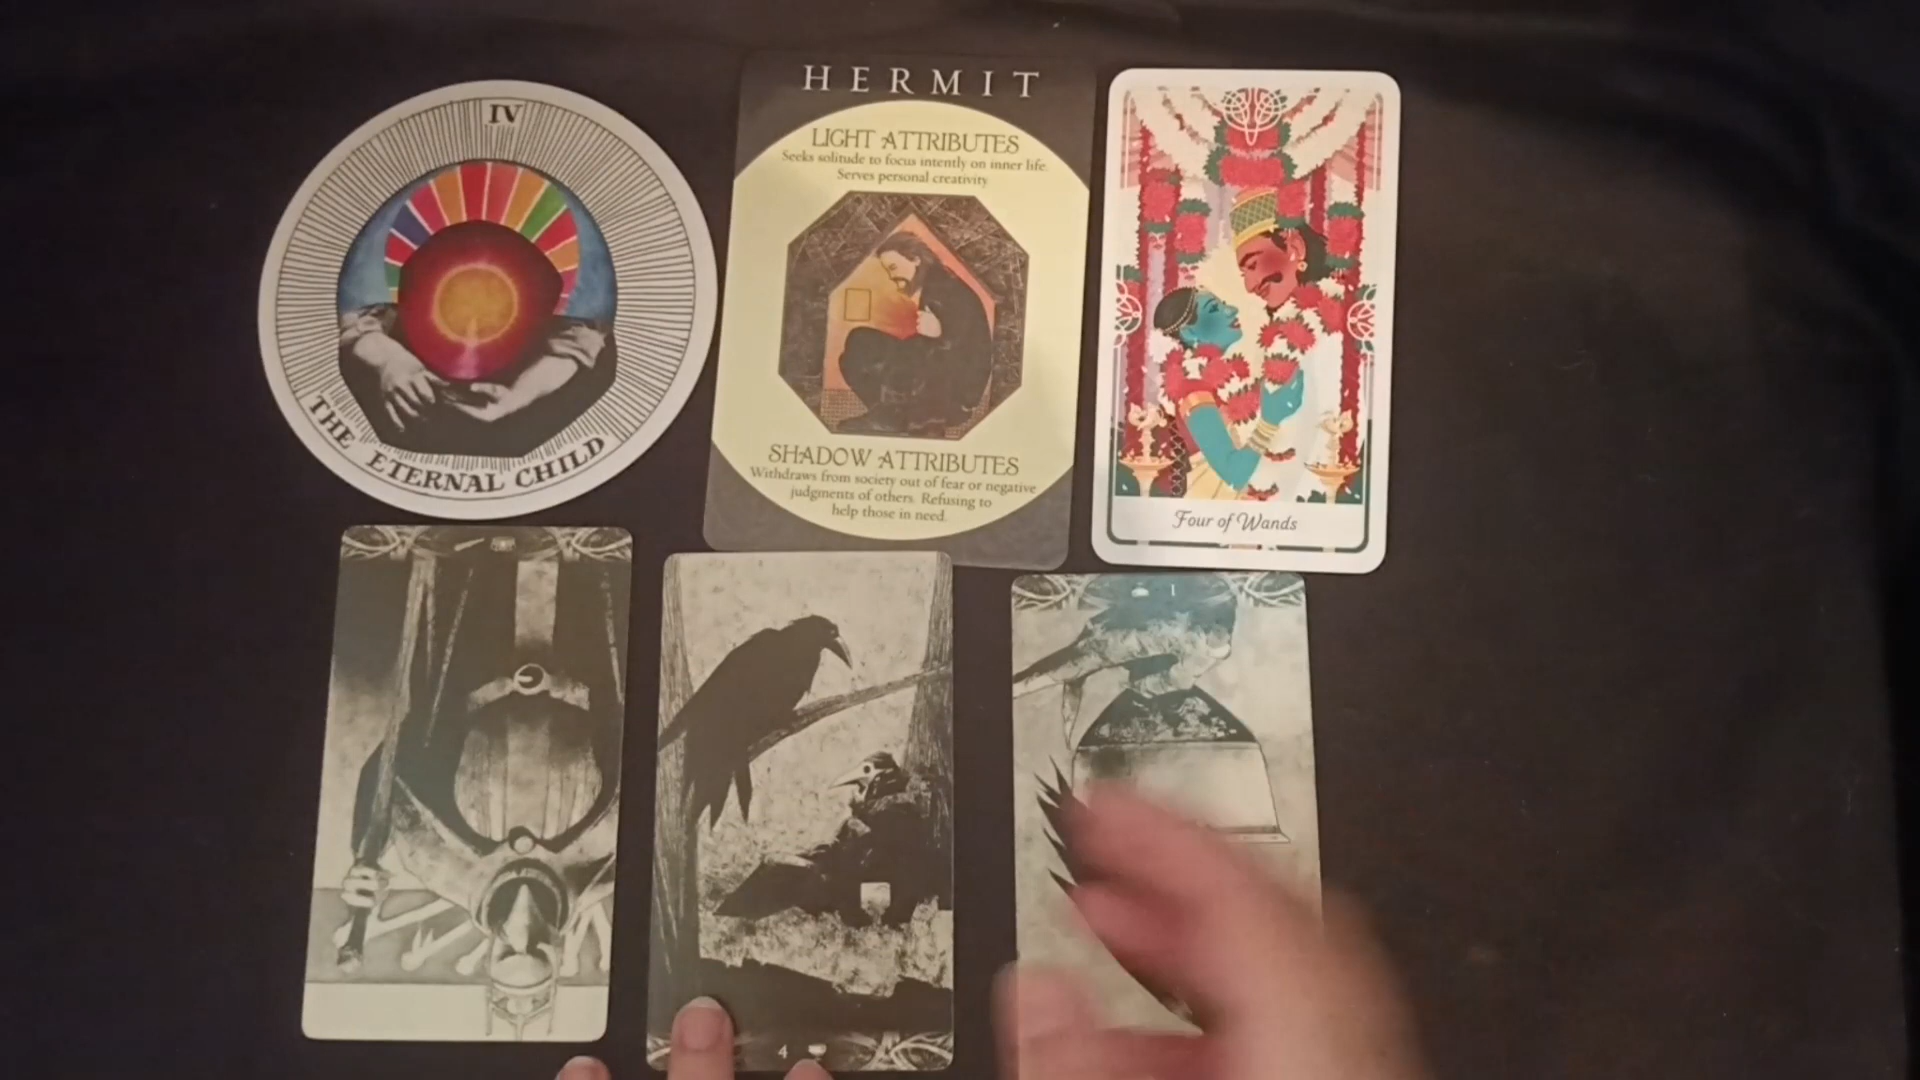 IV
THE ETERNAL CHILD
HERMIT
LIGHT ATTRIBUTES
Seeks solitude to focus intently on inner life.
Serves personal creativity.
SHADOW ATTRIBUTES
Withdraws from society out of fear or negative
judgments of others. Refusing to
help those in need.
Four of Wands
4
1